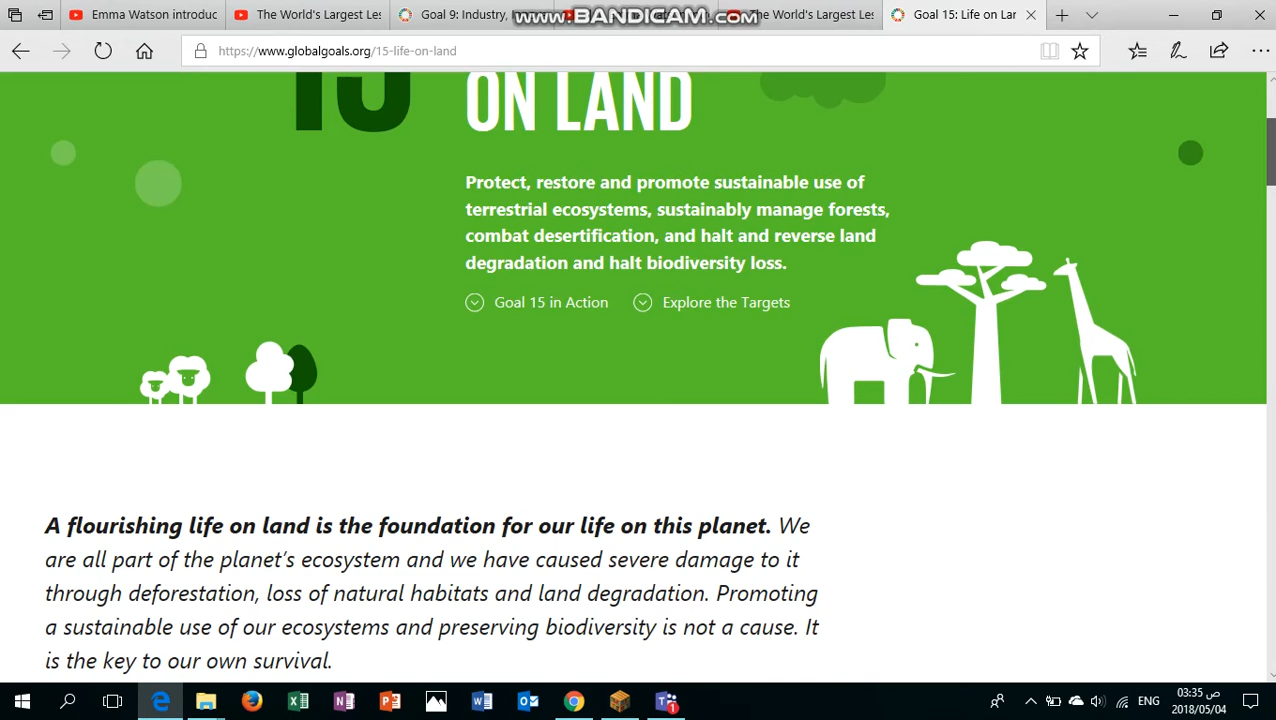 Emma Watson introduc
The World's Largest Les
Goal 9: Industry,
www.BANDICAM.com
The World's Largest Les
Goal 15: Life on Lar
https://www.globalgoals.org/15-life-on-land
15
ON LAND
Protect, restore and promote sustainable use of
terrestrial ecosystems, sustainably manage forests,
combat desertification, and halt and reverse land
degradation and halt biodiversity loss.
Goal 15 in Action
Explore the Targets
A flourishing life on land is the foundation for our life on this planet. We
are all part of the planet's ecosystem and we have caused severe damage to it
through deforestation, loss of natural habitats and land degradation. Promoting
a sustainable use of our ecosystems and preserving biodiversity is not a cause. It
is the key to our own survival.
ENG
03:35 ص
2018/05/04